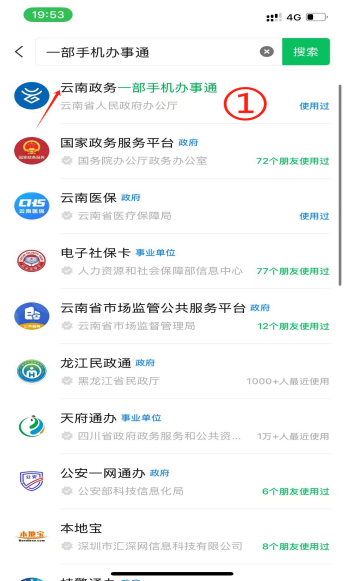 19:53
4G
一部手机办事通
搜索
云南政务一部手机办事通
云南省人民政府办公厅
使用过
①
国家政务服务平台 政府
国务院办公厅政务办公室
72个朋友使用过
云南医保 政府
CHS
云南医保
云南省医疗保障局
使用过
电子社保卡 事业单位
人力资源和社会保障部信息中心
77个朋友使用过
云南省市场监管公共服务平台 政府
云南省市场监督管理局
12个朋友使用过
龙江民政通 政府
黑龙江省民政厅
1000+人最近使用
天府通办 事业单位
四川省政府政务服务和公共资...
1万+人最近使用
公安一网通办 政府
公安部科技信息化局
6个朋友使用过
本地宝
本地宝
深圳市汇深网信息科技有限公司
8个朋友使用过